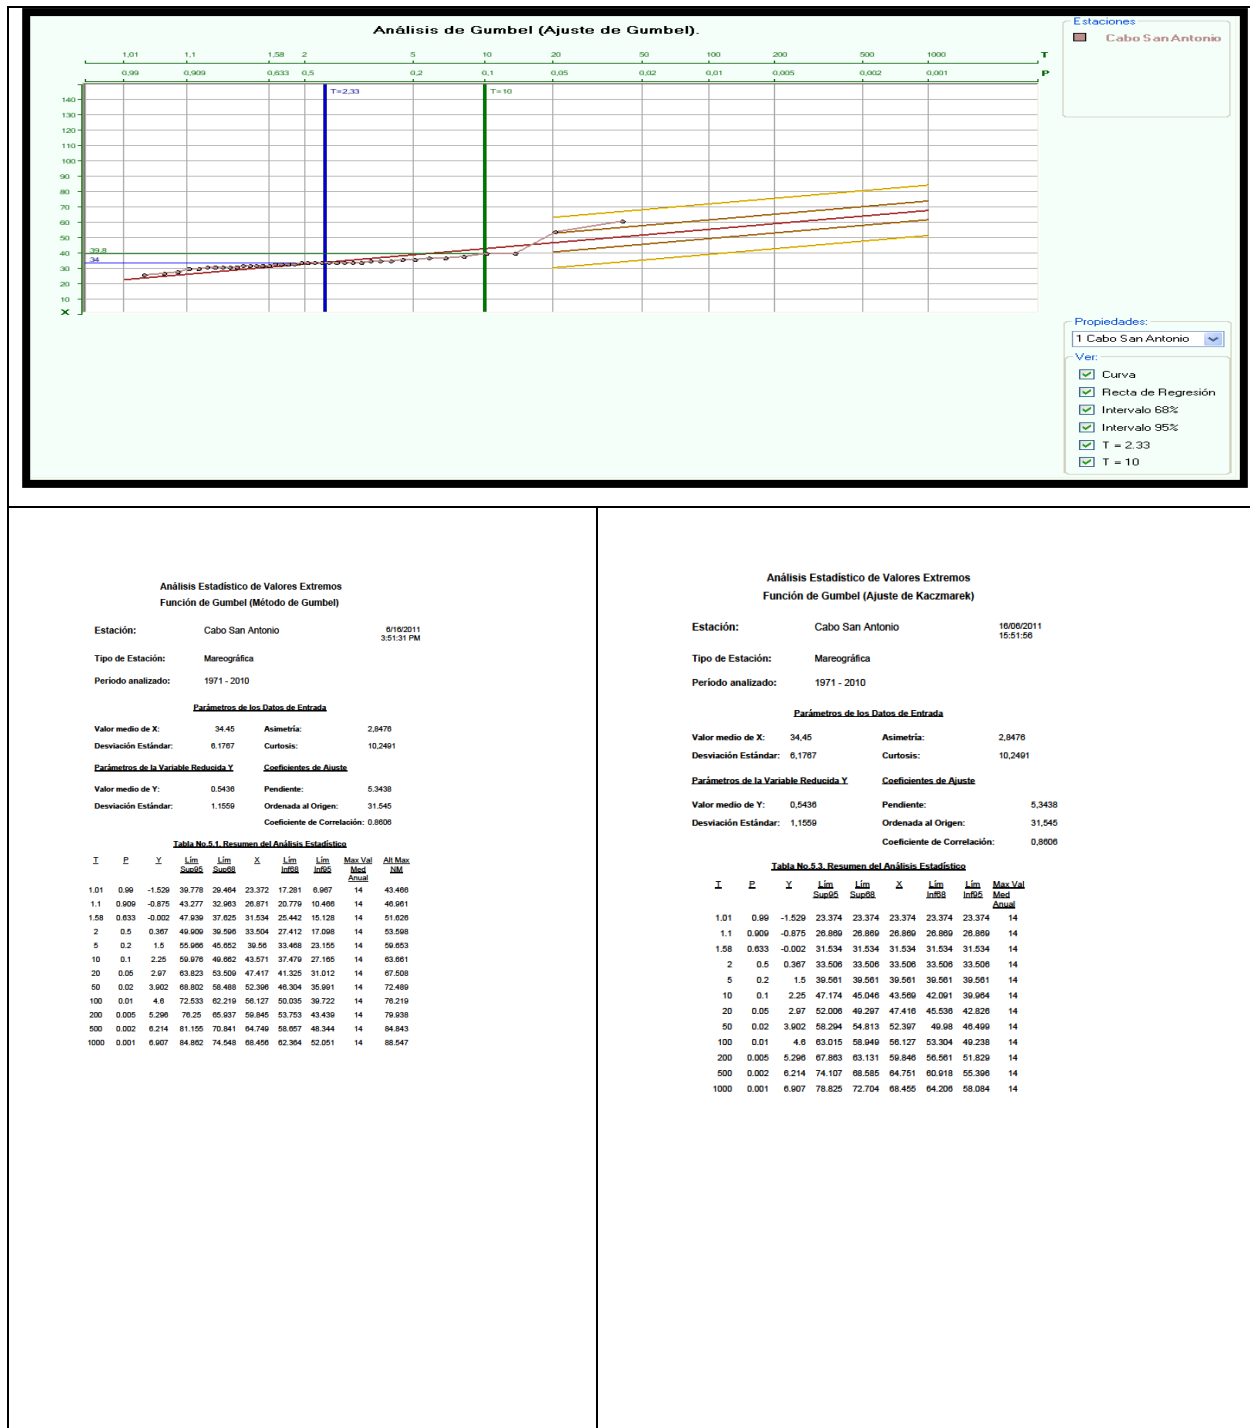 Análisis de Gumbel (Ajuste de Gumbel).
1,01 1,1 1.58 2 5 10 20 50 100 200 500 1000 T
0,99 0,909 0,633 0,5 0,2 0,1 0,05 0,02 0,01 0,005 0,002 0,001 P
T=2,33 T=10
140
130
120
110
100
90
80
70
60
50
39,8
40
34
30
20
10
X
Estaciones
Cabo San Antonio
Propiedades:
1 Cabo San Antonio
Ver:
Curva
Recta de Regresión
Intervalo 68%
Intervalo 95%
T = 2.33
T = 10
Análisis Estadístico de Valores Extremos
Función de Gumbel (Método de Gumbel)
Estación: Cabo San Antonio 6/16/2011
3:51:31 PM
Tipo de Estación: Mareográfica
Período analizado: 1971 - 2010
Parámetros de los Datos de Entrada
Valor medio de X: 34.45 Asimetría: 2,8476
Desviación Estándar: 6.1767 Curtosis: 10,2491
Parámetros de la Variable Reducida Y Coeficientes de Ajuste
Valor medio de Y: 0.5436 Pendiente: 5.3438
Desviación Estándar: 1.1559 Ordenada al Origen: 31.545
Coeficiente de Correlación: 0,8606
Tabla No.5.1. Resumen del Análisis Estadístico
T P Y Lím Sup95 Lím Sup68 X Lím Inf68 Lím Inf95 Max Val Med Anual Alt Max NM
1.01 0.99 -1.529 39.778 29.464 23.372 17.281 6.967 14 43.466
1.1 0.909 -0.875 43.277 32.963 26.871 20.779 10.466 14 46.961
1.58 0.633 -0.002 47.939 37.625 31.534 25.442 15.128 14 51.626
2 0.5 0.367 49.909 39.596 33.504 27.412 17.098 14 53.598
5 0.2 1.5 55.966 45.652 39.56 33.468 23.155 14 59.653
10 0.1 2.25 59.976 49.662 43.571 37.479 27.165 14 63.661
20 0.05 2.97 63.823 53.509 47.417 41.325 31.012 14 67.508
50 0.02 3.902 68.802 58.488 52.396 46.304 35.991 14 72.489
100 0.01 4.6 72.533 62.219 56.127 50.035 39.722 14 76.219
200 0.005 5.296 76.25 65.937 59.845 53.753 43.439 14 79.938
500 0.002 6.214 81.155 70.841 64.749 58.657 48.344 14 84.843
1000 0.001 6.907 84.862 74.548 68.456 62.364 52.051 14 88.547
Análisis Estadístico de Valores Extremos
Función de Gumbel (Ajuste de Kaczmarek)
Estación: Cabo San Antonio 16/06/2011
15:51:56
Tipo de Estación: Mareográfica
Período analizado: 1971 - 2010
Parámetros de los Datos de Entrada
Valor medio de X: 34,45 Asimetría: 2,8476
Desviación Estándar: 6,1767 Curtosis: 10,2491
Parámetros de la Variable Reducida Y Coeficientes de Ajuste
Valor medio de Y: 0,5436 Pendiente: 5,3438
Desviación Estándar: 1,1559 Ordenada al Origen: 31,545
Coeficiente de Correlación: 0,8606
Tabla No.5.3. Resumen del Análisis Estadístico
T P Y Lím Sup95 Lím Sup68 X Lím Inf68 Lím Inf95 Max Val Med Anual
1.01 0.99 -1.529 23.374 23.374 23.374 23.374 23.374 14
1.1 0.909 -0.875 26.869 26.869 26.869 26.869 26.869 14
1.58 0.633 -0.002 31.534 31.534 31.534 31.534 31.534 14
2 0.5 0.367 33.506 33.506 33.506 33.506 33.506 14
5 0.2 1.5 39.561 39.561 39.561 39.561 39.561 14
10 0.1 2.25 47.174 45.046 43.569 42.091 39.964 14
20 0.05 2.97 52.006 49.297 47.416 45.536 42.826 14
50 0.02 3.902 58.294 54.813 52.397 49.98 46.499 14
100 0.01 4.6 63.015 58.949 56.127 53.304 49.238 14
200 0.005 5.296 67.863 63.131 59.846 56.561 51.829 14
500 0.002 6.214 74.107 68.585 64.751 60.918 55.396 14
1000 0.001 6.907 78.825 72.704 68.455 64.206 58.084 14